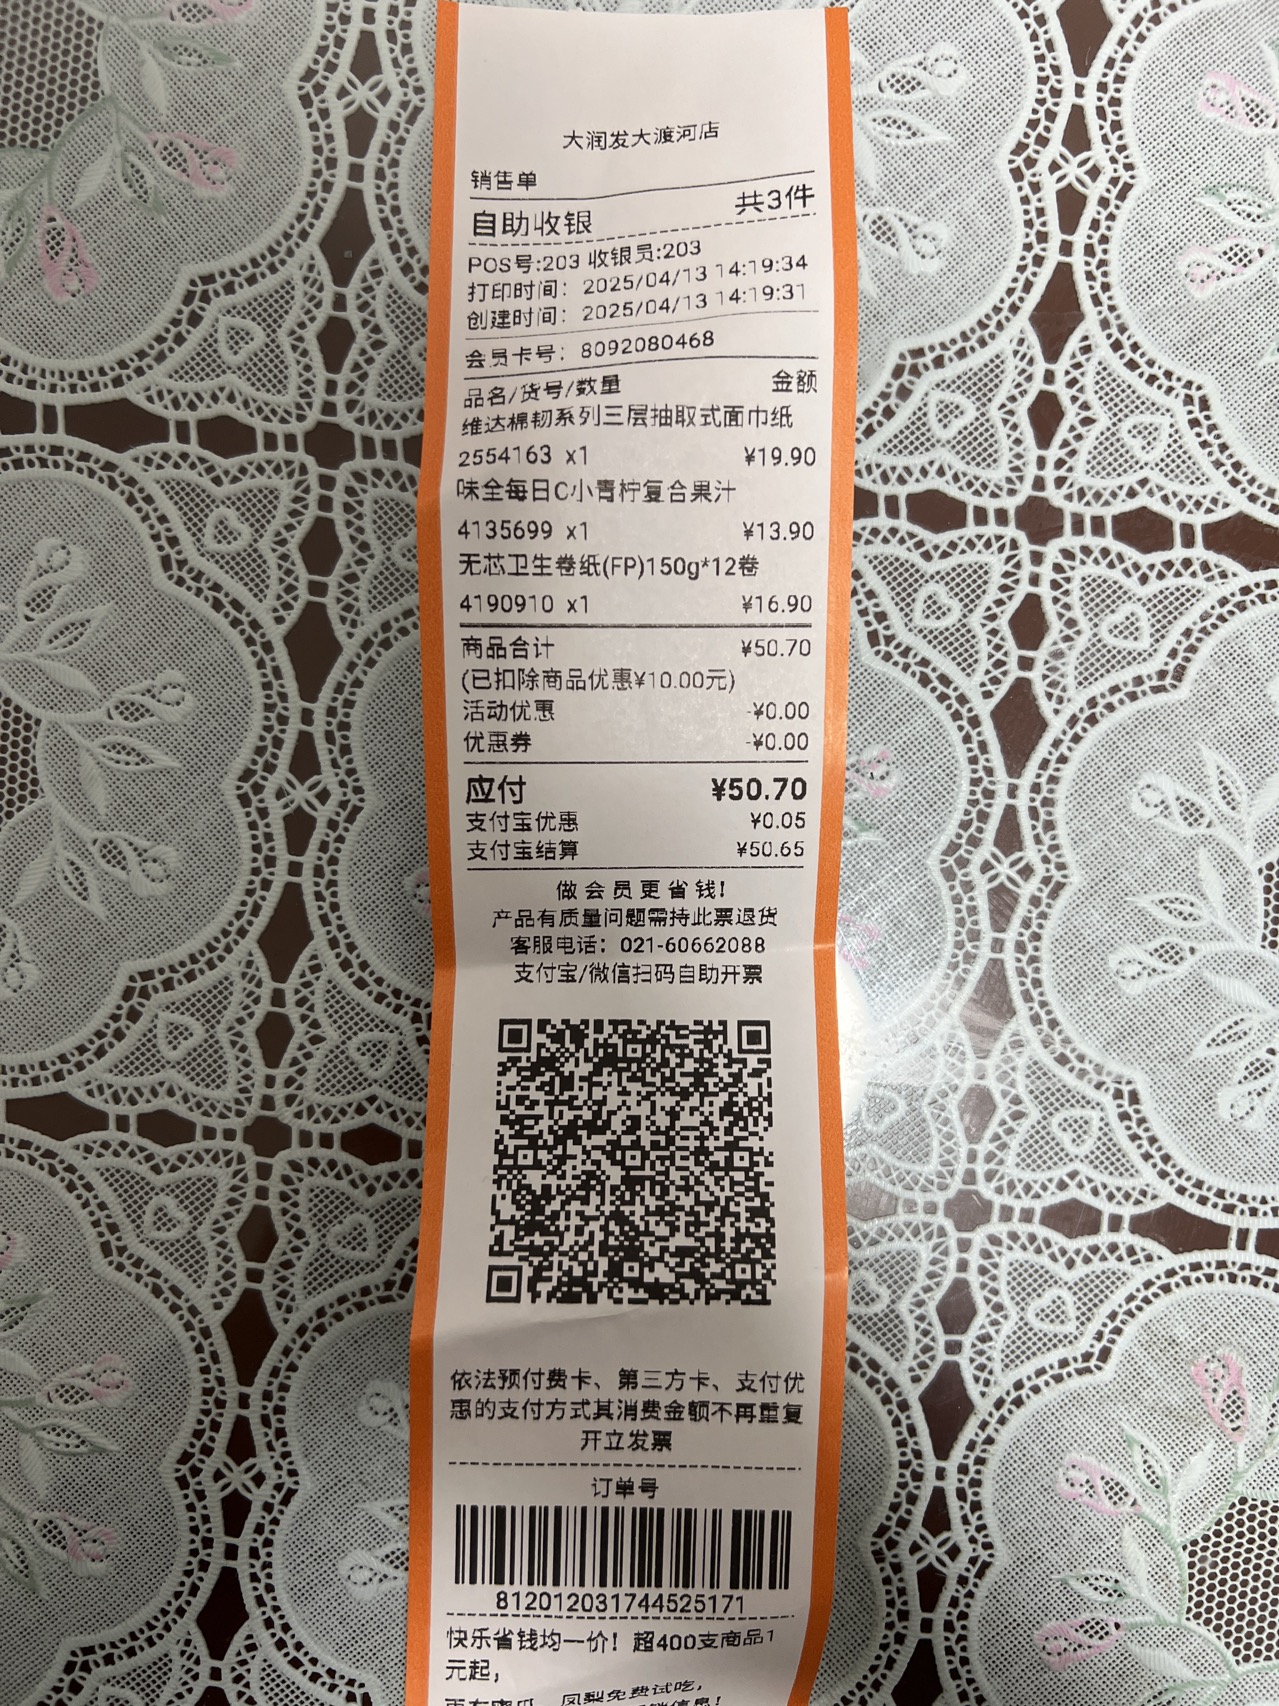 大润发大渡河店
销售单
自助收银 共3件
POS号:203 收银员:203
打印时间： 2025/04/13 14:19:34
创建时间： 2025/04/13 14:19:31
会员卡号： 8092080468
品名/货号/数量 金额
维达棉韧系列三层抽取式面巾纸
2554163 x1 ¥19.90
味全每日C小青柠复合果汁
4135699 x1 ¥13.90
无芯卫生卷纸(FP)150g*12卷
4190910 x1 ¥16.90
商品合计 ¥50.70
(已扣除商品优惠¥10.00元)
活动优惠 -¥0.00
优惠券 -¥0.00
应付 ¥50.70
支付宝优惠 ¥0.05
支付宝结算 ¥50.65
做会员更省钱！
产品有质量问题需持此票退货
客服电话：021-60662088
支付宝/微信扫码自助开票
依法预付费卡、第三方卡、支付优
惠的支付方式其消费金额不再重复
开立发票
订单号
812012031744525171
快乐省钱均一价！超400支商品1
元起，
凤梨免费试吃，